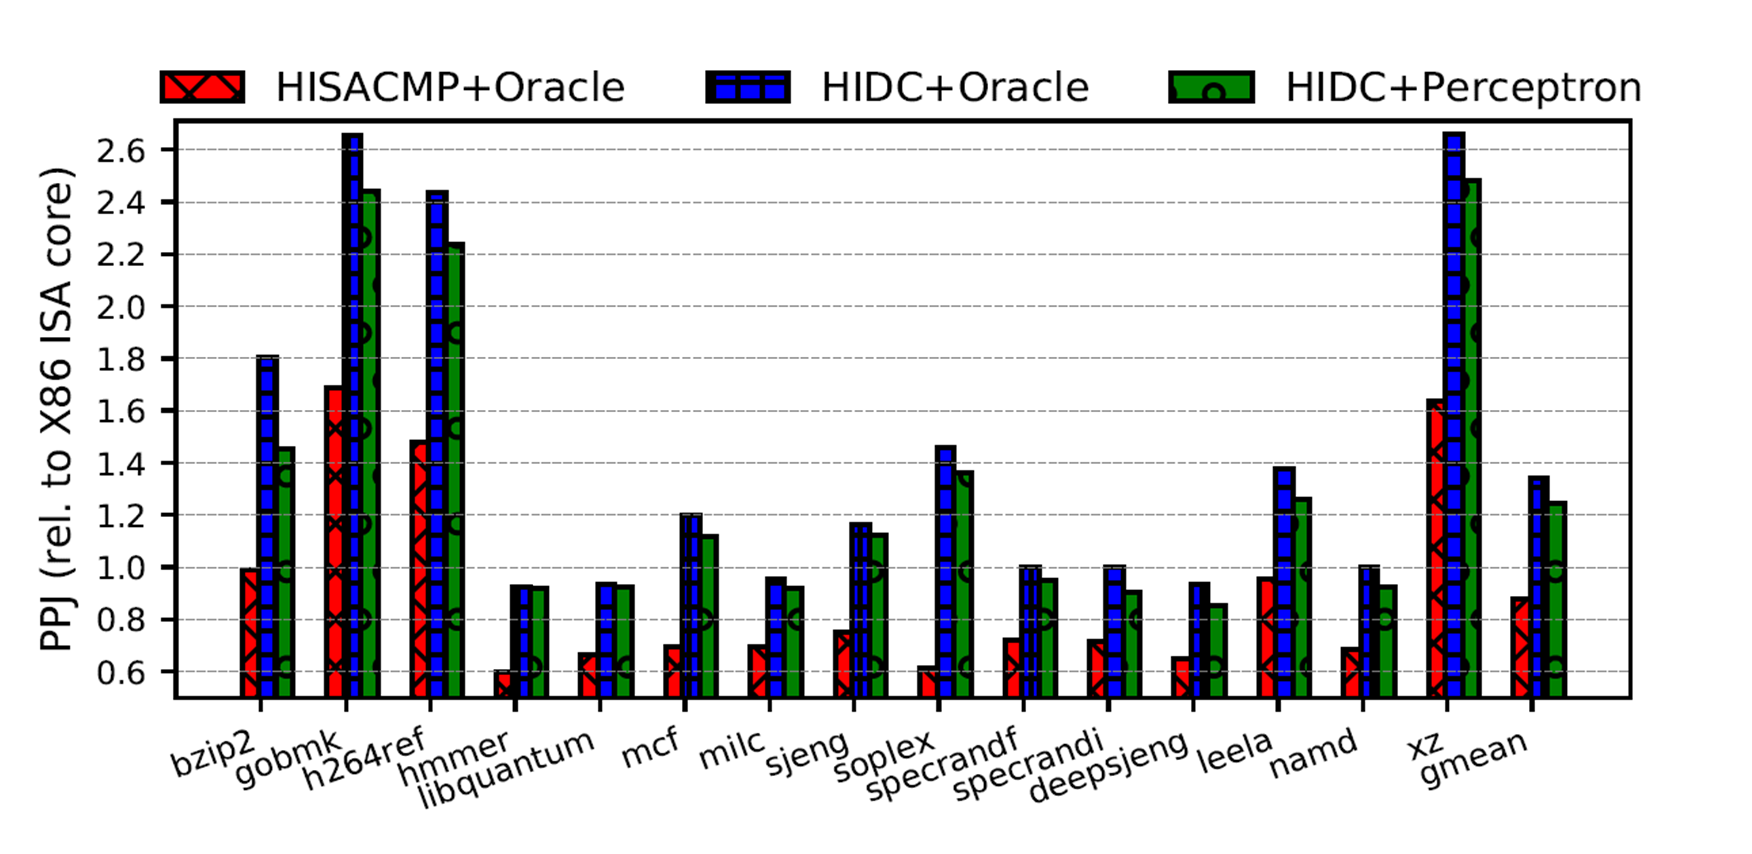 HISACMP+Oracle HIDC+Oracle HIDC+Perceptron
PPJ (rel. to X86 ISA core)
2.6
2.4
2.2
2.0
1.8
1.6
1.4
1.2
1.0
0.8
0.6
bzip2
gobmk
h264ref
hmmer
libquantum
mcf
milc
sjeng
soplex
specrandf
specrandi
deepsjeng
leela
namd
xz
gmean